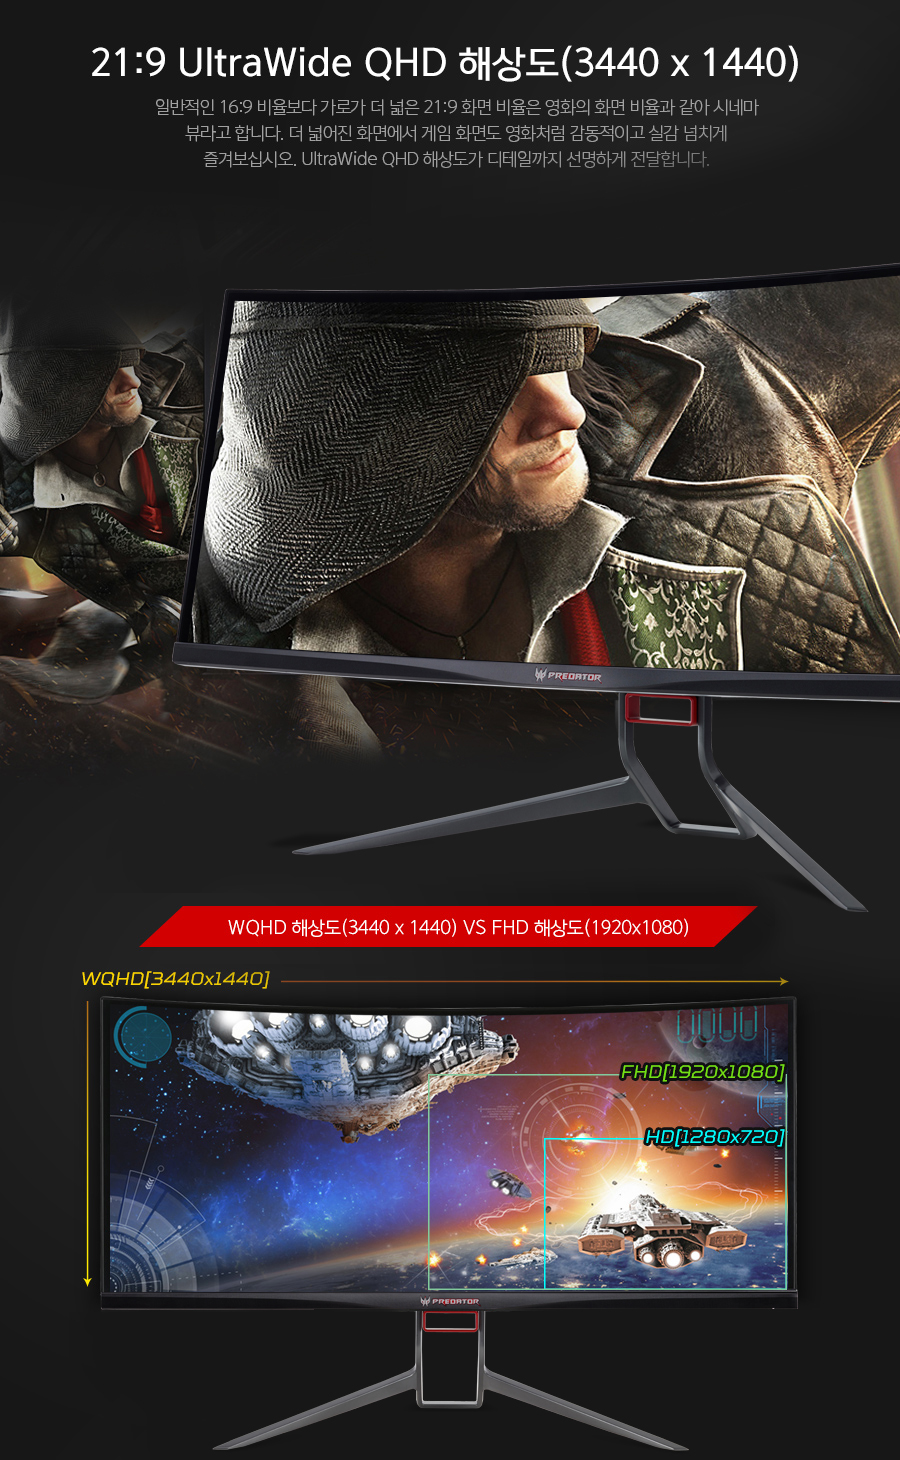 21:9 UltraWide QHD 해상도(3440 x 1440)
일반적인 16:9 비율보다 가로가 더 넓은 21:9 화면 비율은 영화의 화면 비율과 같아 시네마
뷰라고 합니다. 더 넓어진 화면에서 게임 화면도 영화처럼 감동적이고 실감 넘치게
즐겨보십시오. UltraWide QHD 해상도가 디테일까지 선명하게 전달합니다.
PREDATOR
WQHD 해상도(3440 x 1440) VS FHD 해상도(1920x1080)
WQHD[3440x1440]
FHD[1920x1080]
HD[1280x720]
PREDATOR